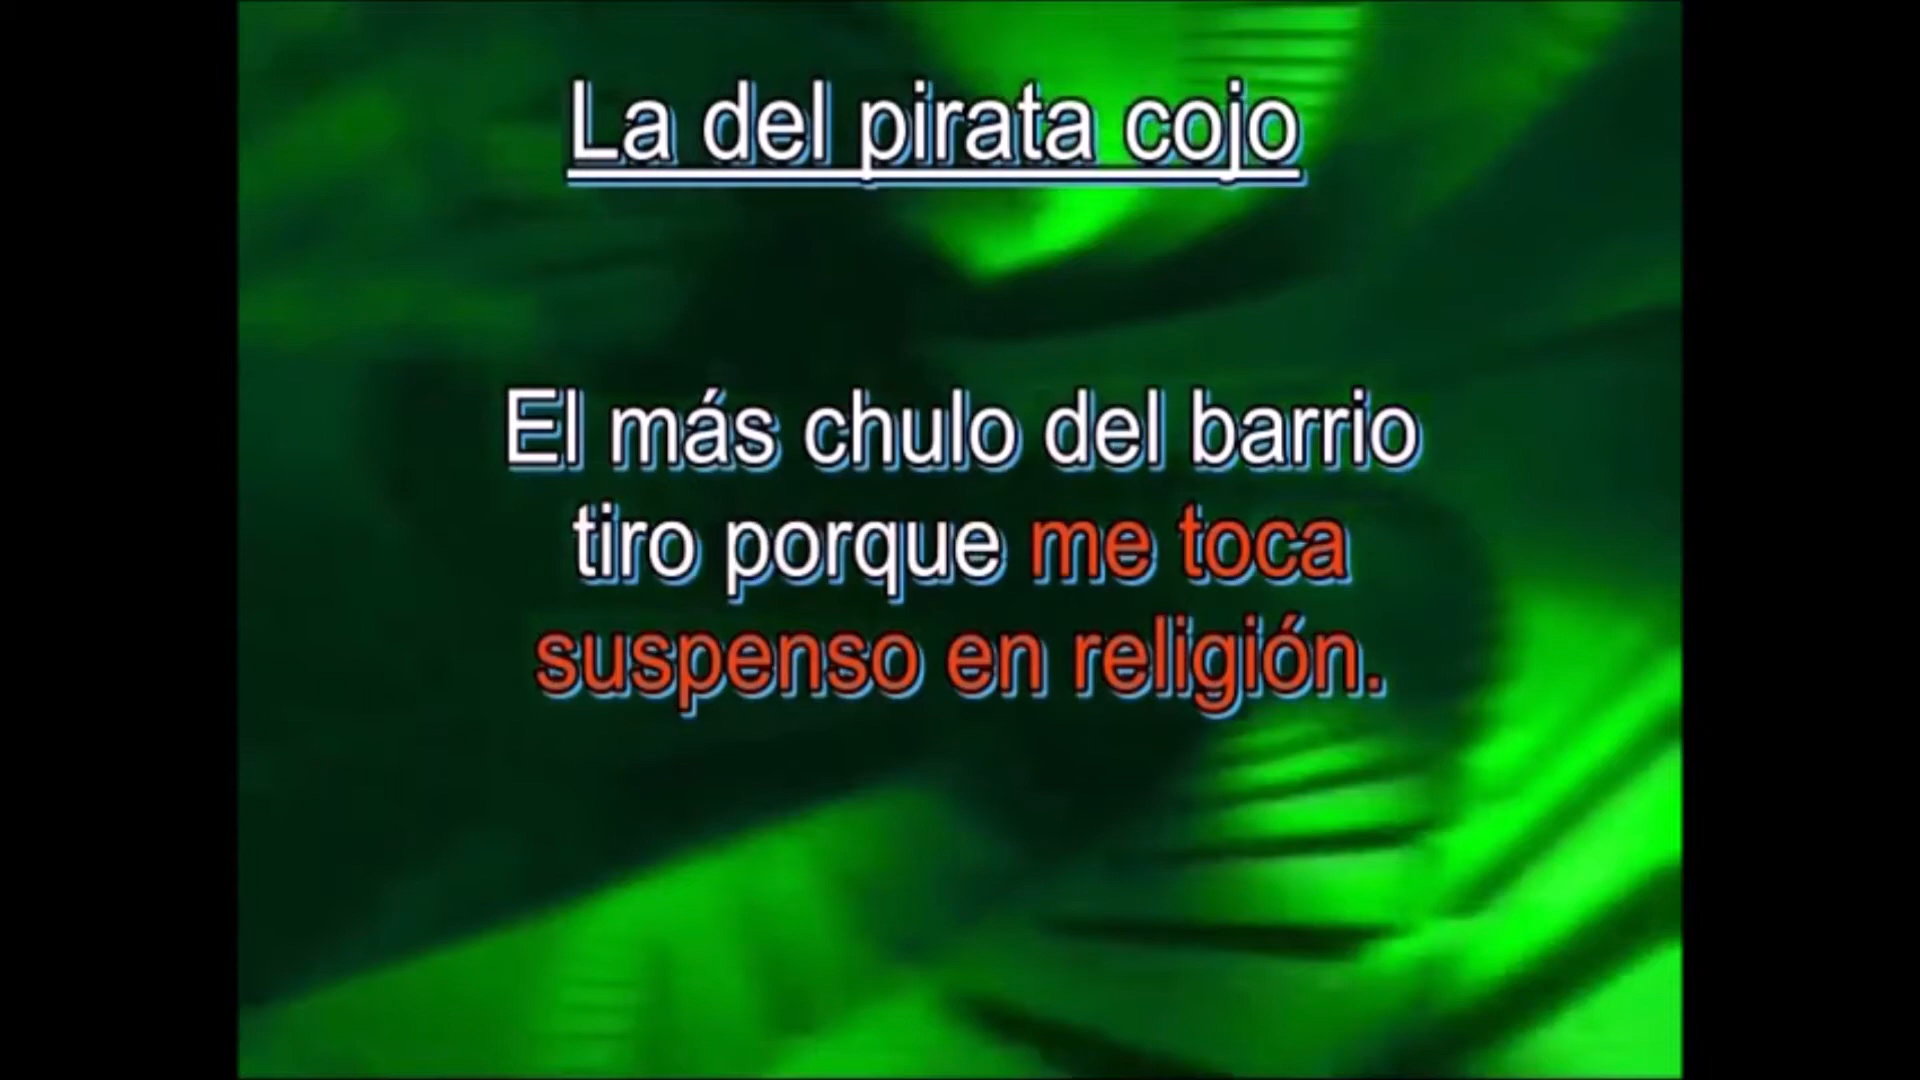 La del pirata cojo
El más chulo del barrio
tiro porque me toca
suspenso en religión.